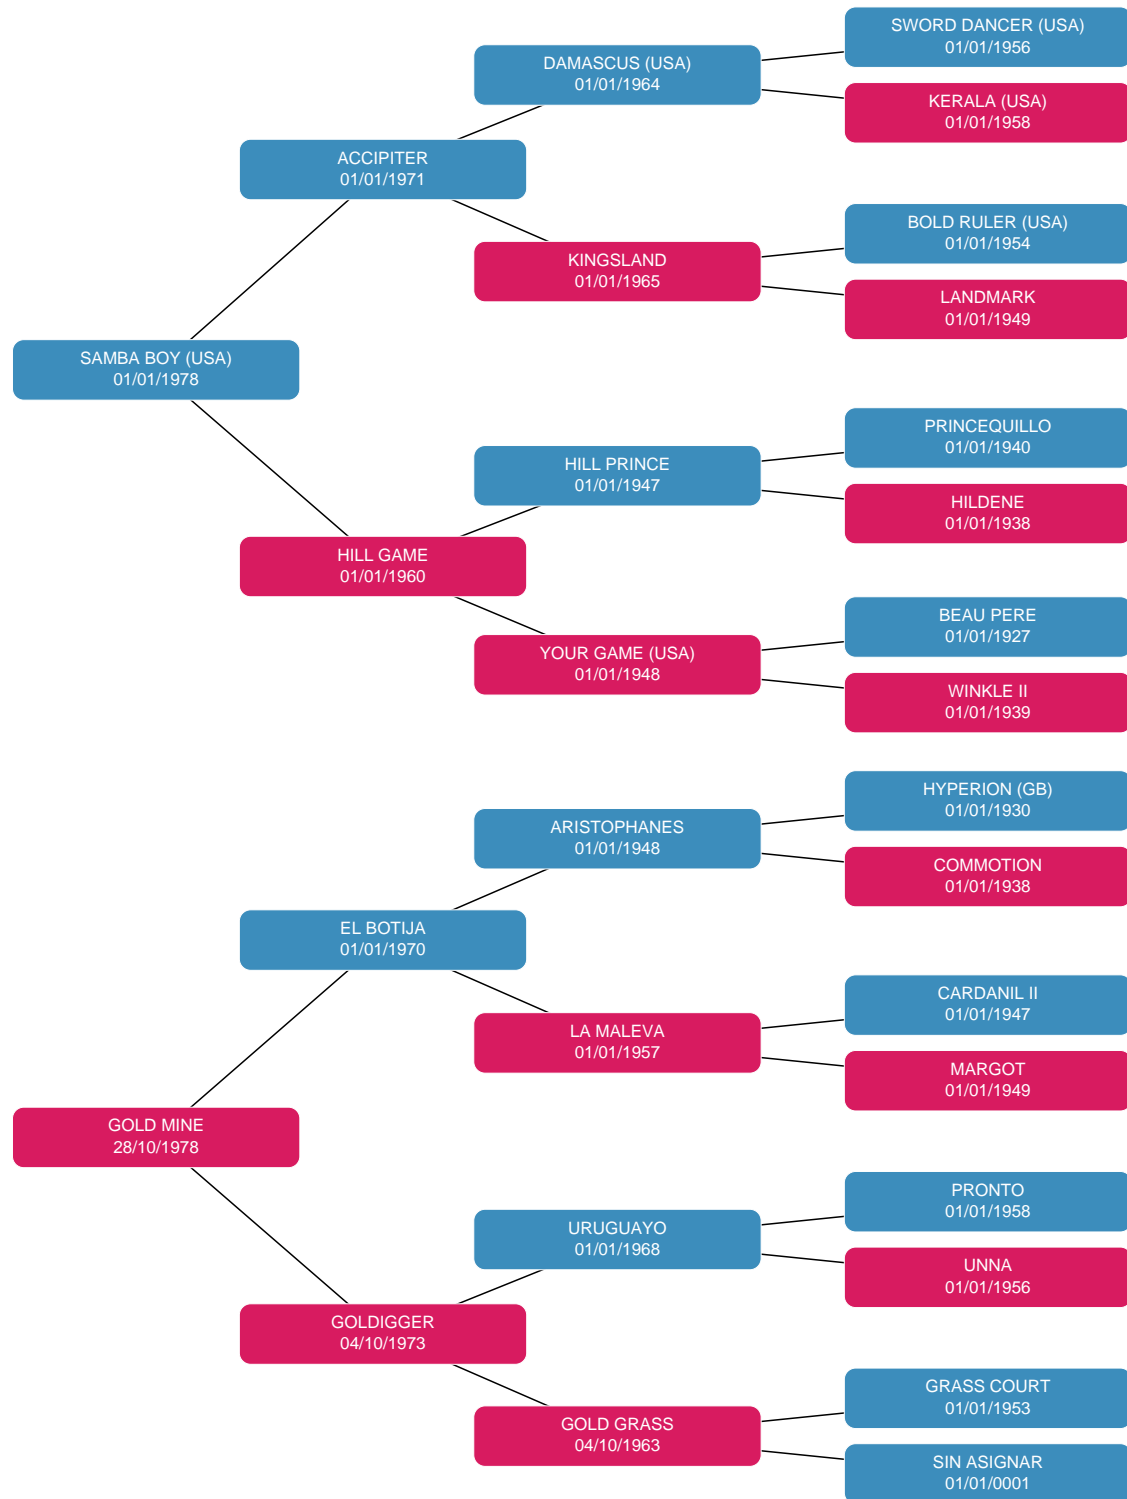 SWORD DANCER (USA)
01/01/1956
DAMASCUS (USA)
01/01/1964
KERALA (USA)
01/01/1958
ACCIPITER
01/01/1971
BOLD RULER (USA)
01/01/1954
KINGSLAND
01/01/1965
LANDMARK
01/01/1949
SAMBA BOY (USA)
01/01/1978
PRINCEQUILLO
01/01/1940
HILL PRINCE
01/01/1947
HILDENE
01/01/1938
HILL GAME
01/01/1960
BEAU PERE
01/01/1927
YOUR GAME (USA)
01/01/1948
WINKLE II
01/01/1939
HYPERION (GB)
01/01/1930
ARISTOPHANES
01/01/1948
COMMOTION
01/01/1938
EL BOTIJA
01/01/1970
CARDANIL II
01/01/1947
LA MALEVA
01/01/1957
MARGOT
01/01/1949
GOLD MINE
28/10/1978
PRONTO
01/01/1958
URUGUAYO
01/01/1968
UNNA
01/01/1956
GOLDIGGER
04/10/1973
GRASS COURT
01/01/1953
GOLD GRASS
04/10/1963
SIN ASIGNAR
01/01/0001